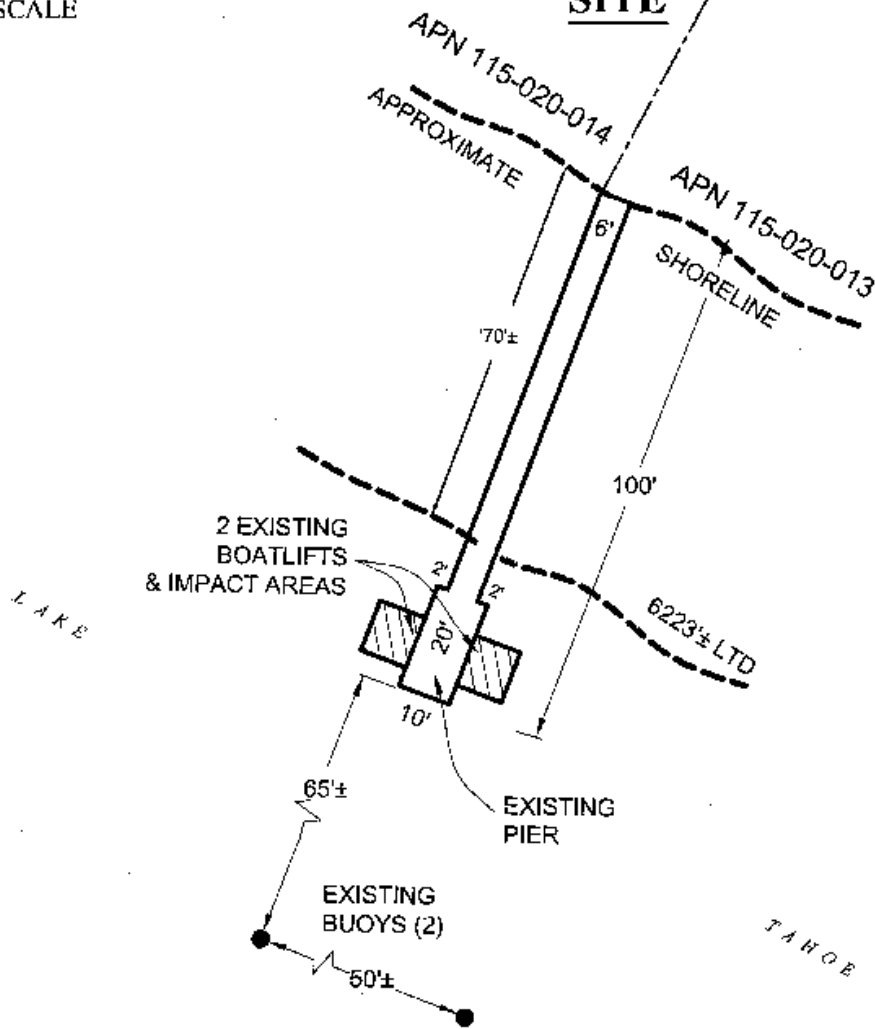 SCALE
SITE
APN 115-020-014
APPROXIMATE
APN 115-020-013
SHORELINE
6'
'70'±
100'
2 EXISTING
BOATLIFTS
& IMPACT AREAS
2'
2'
20'
6223'± LTD
LAKE
10'
65'±
EXISTING
PIER
EXISTING
BUOYS (2)
TAHOE
50'±